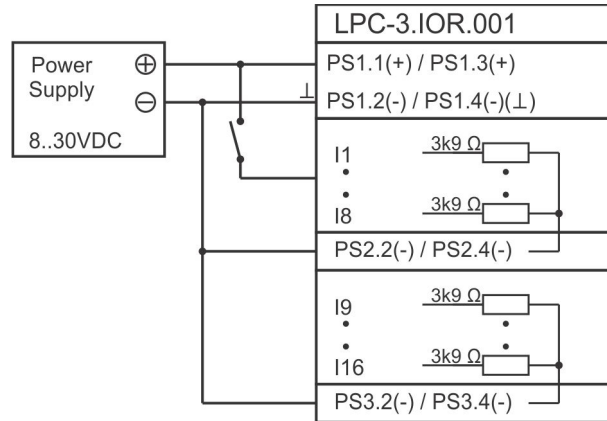 LPC-3.IOR.001
Power
Supply
8..30VDC
⊕
⊖
PS1.1(+) / PS1.3(+)
⊥ PS1.2(-) / PS1.4(-)(⊥)
I1 3k9 Ω
I8 3k9 Ω
PS2.2(-) / PS2.4(-)
I9 3k9 Ω
I16 3k9 Ω
PS3.2(-) / PS3.4(-)